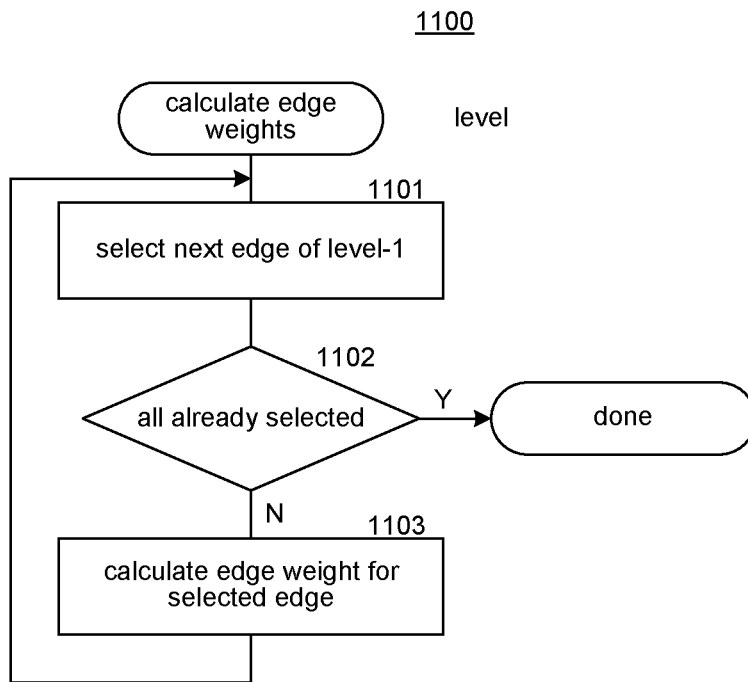 1100
calculate edge
weights
level
1101
select next edge of level-1
1102
all already selected
Y
done
N
1103
calculate edge weight for
selected edge